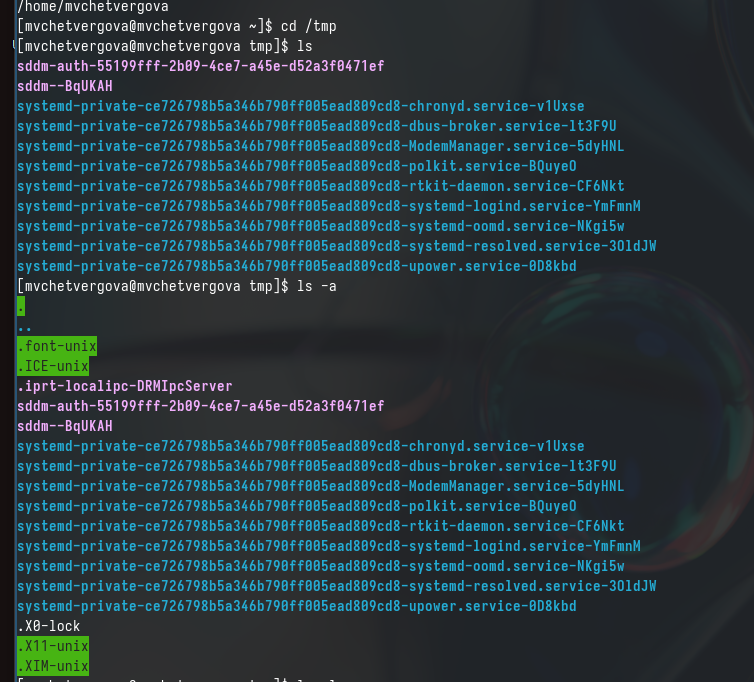 /home/mvchetvergova
[mvchetvergova@mvchetvergova ~]$ cd /tmp
[mvchetvergova@mvchetvergova tmp]$ ls
sddm-auth-55199fff-2b09-4ce7-a45e-d52a3f0471ef
sddm--BqUKAH
systemd-private-ce726798b5a346b790ff005ead809cd8-chronyd.service-v1Uxse
systemd-private-ce726798b5a346b790ff005ead809cd8-dbus-broker.service-lt3F9U
systemd-private-ce726798b5a346b790ff005ead809cd8-ModemManager.service-5dyHNL
systemd-private-ce726798b5a346b790ff005ead809cd8-polkit.service-BQuyeO
systemd-private-ce726798b5a346b790ff005ead809cd8-rtkit-daemon.service-CF6Nkt
systemd-private-ce726798b5a346b790ff005ead809cd8-systemd-logind.service-YmFmnM
systemd-private-ce726798b5a346b790ff005ead809cd8-systemd-oomd.service-NKgi5w
systemd-private-ce726798b5a346b790ff005ead809cd8-systemd-resolved.service-3OldJW
systemd-private-ce726798b5a346b790ff005ead809cd8-upower.service-0D8kbd
[mvchetvergova@mvchetvergova tmp]$ ls -a
.
..
.font-unix
.ICE-unix
.iprt-localipc-DRMIpcServer
sddm-auth-55199fff-2b09-4ce7-a45e-d52a3f0471ef
sddm--BqUKAH
systemd-private-ce726798b5a346b790ff005ead809cd8-chronyd.service-v1Uxse
systemd-private-ce726798b5a346b790ff005ead809cd8-dbus-broker.service-lt3F9U
systemd-private-ce726798b5a346b790ff005ead809cd8-ModemManager.service-5dyHNL
systemd-private-ce726798b5a346b790ff005ead809cd8-polkit.service-BQuyeO
systemd-private-ce726798b5a346b790ff005ead809cd8-rtkit-daemon.service-CF6Nkt
systemd-private-ce726798b5a346b790ff005ead809cd8-systemd-logind.service-YmFmnM
systemd-private-ce726798b5a346b790ff005ead809cd8-systemd-oomd.service-NKgi5w
systemd-private-ce726798b5a346b790ff005ead809cd8-systemd-resolved.service-3OldJW
systemd-private-ce726798b5a346b790ff005ead809cd8-upower.service-0D8kbd
.X0-lock
.X11-unix
.XIM-unix